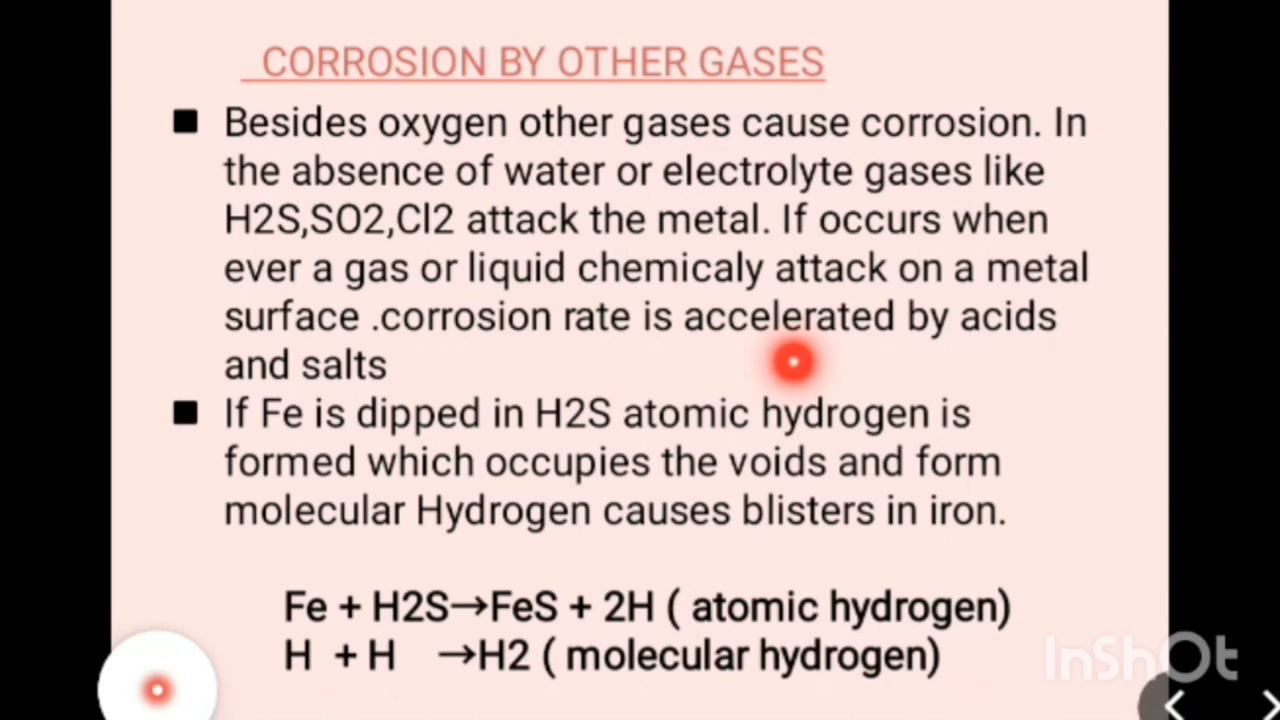 CORROSION BY OTHER GASES
■ Besides oxygen other gases cause corrosion. In
the absence of water or electrolyte gases like
H2S,SO2,Cl2 attack the metal. If occurs when
ever a gas or liquid chemicaly attack on a metal
surface .corrosion rate is accelerated by acids
and salts
■ If Fe is dipped in H2S atomic hydrogen is
formed which occupies the voids and form
molecular Hydrogen causes blisters in iron.
Fe + H2S→FeS + 2H ( atomic hydrogen)
H + H →H2 ( molecular hydrogen)
InShOt